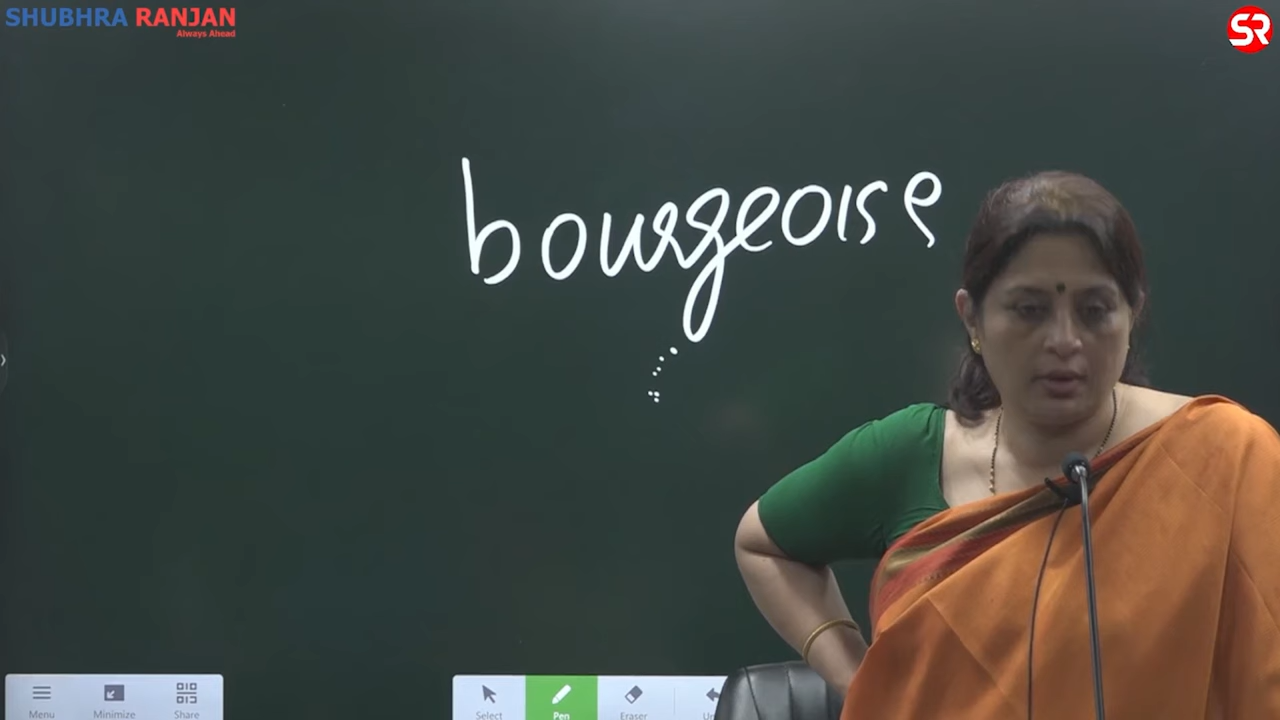 SHUBHRA RANJAN
Always Ahead
SR
bourgeoise
Menu
Minimize
Share
Select
Pen
Eraser